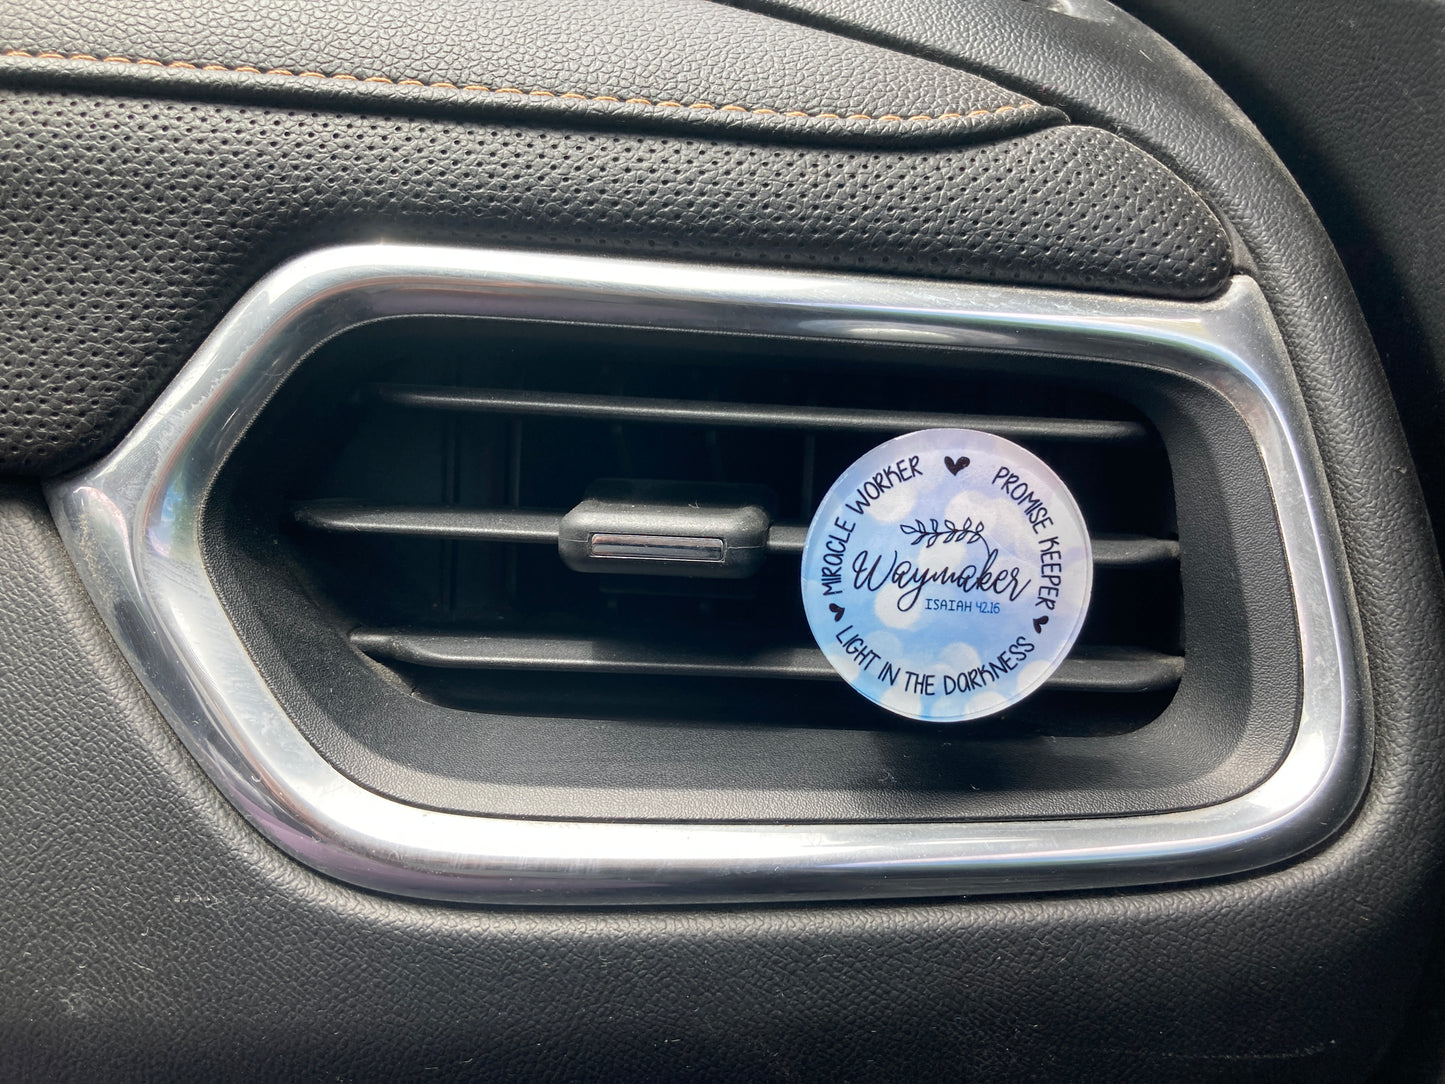 MIRACLE WORKER
PROMISE KEEPER
Waymaker
ISAIAH 42.16
LIGHT IN THE DARKNESS